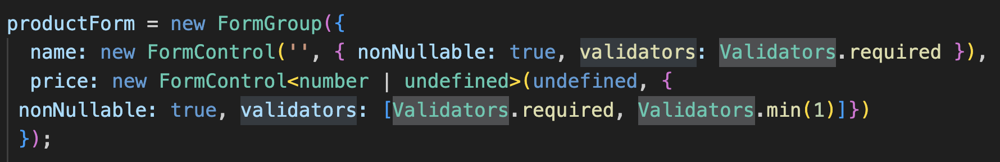 productForm = new FormGroup({
  name: new FormControl('', { nonNullable: true, validators: Validators.required }),
  price: new FormControl<number | undefined>(undefined, {
 nonNullable: true, validators: [Validators.required, Validators.min(1)]})
 });